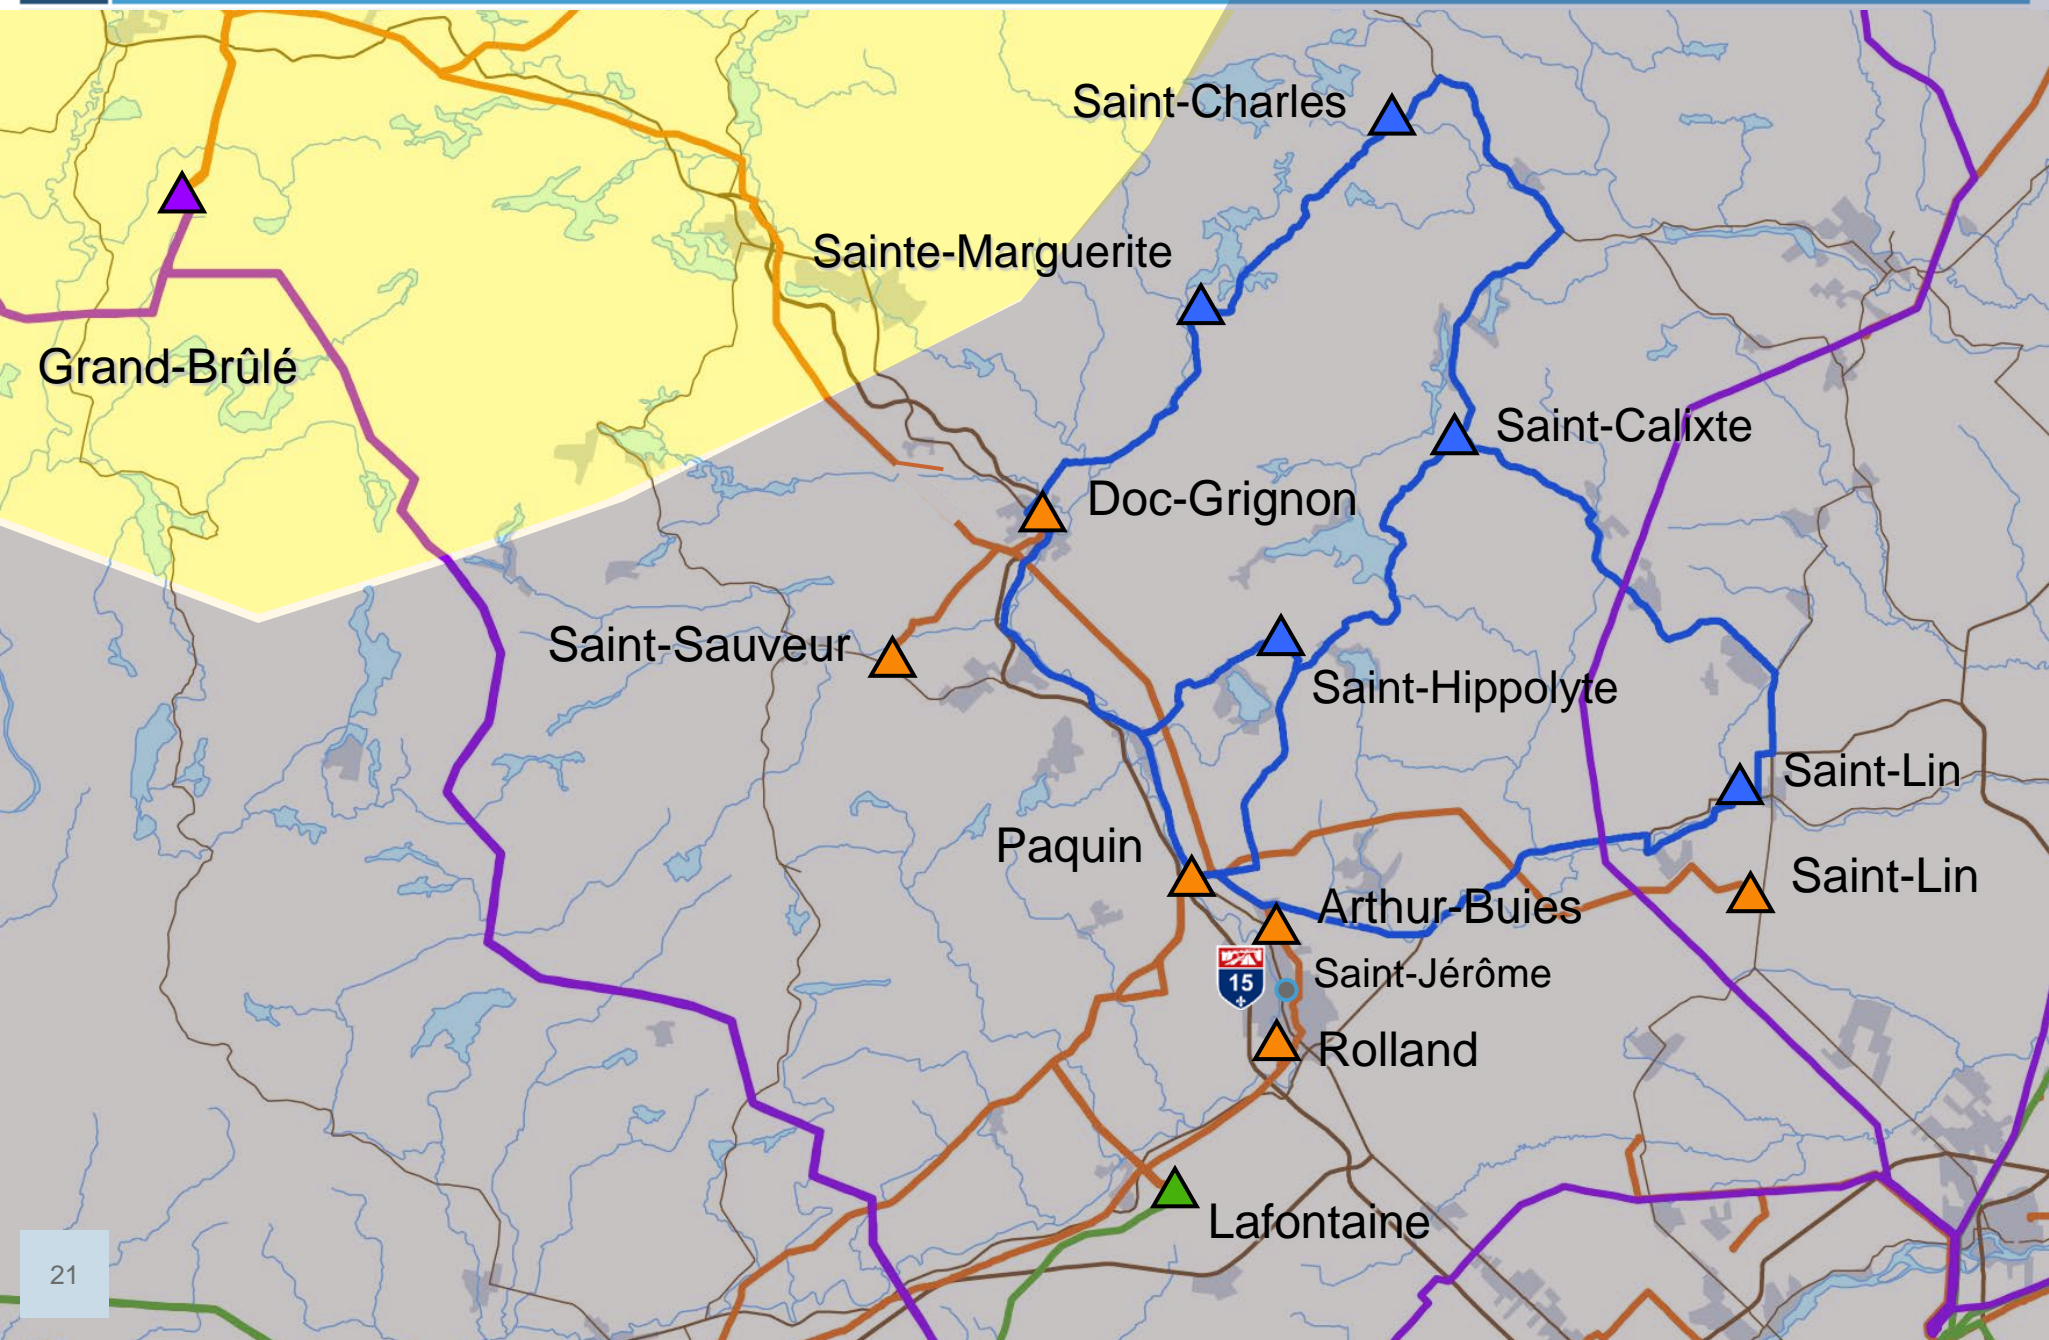 Saint-Charles
Sainte-Marguerite
Grand-Brûlé
Saint-Calixte
Doc-Grignon
Saint-Sauveur
Saint-Hippolyte
Saint-Lin
Paquin
Saint-Lin
Arthur-Buies
Saint-Jérôme
15
Rolland
Lafontaine
21